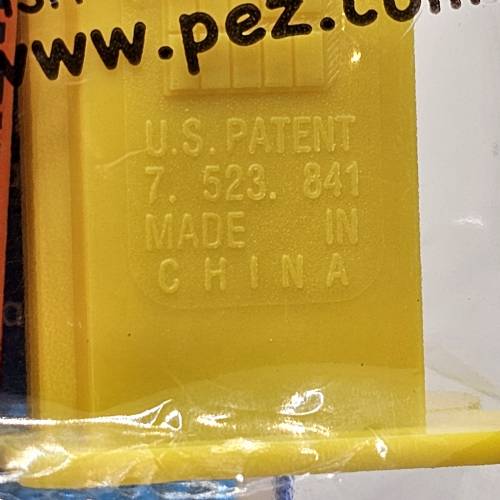 www.pez.com
U.S. PATENT
7. 523. 841
MADE IN
CHINA